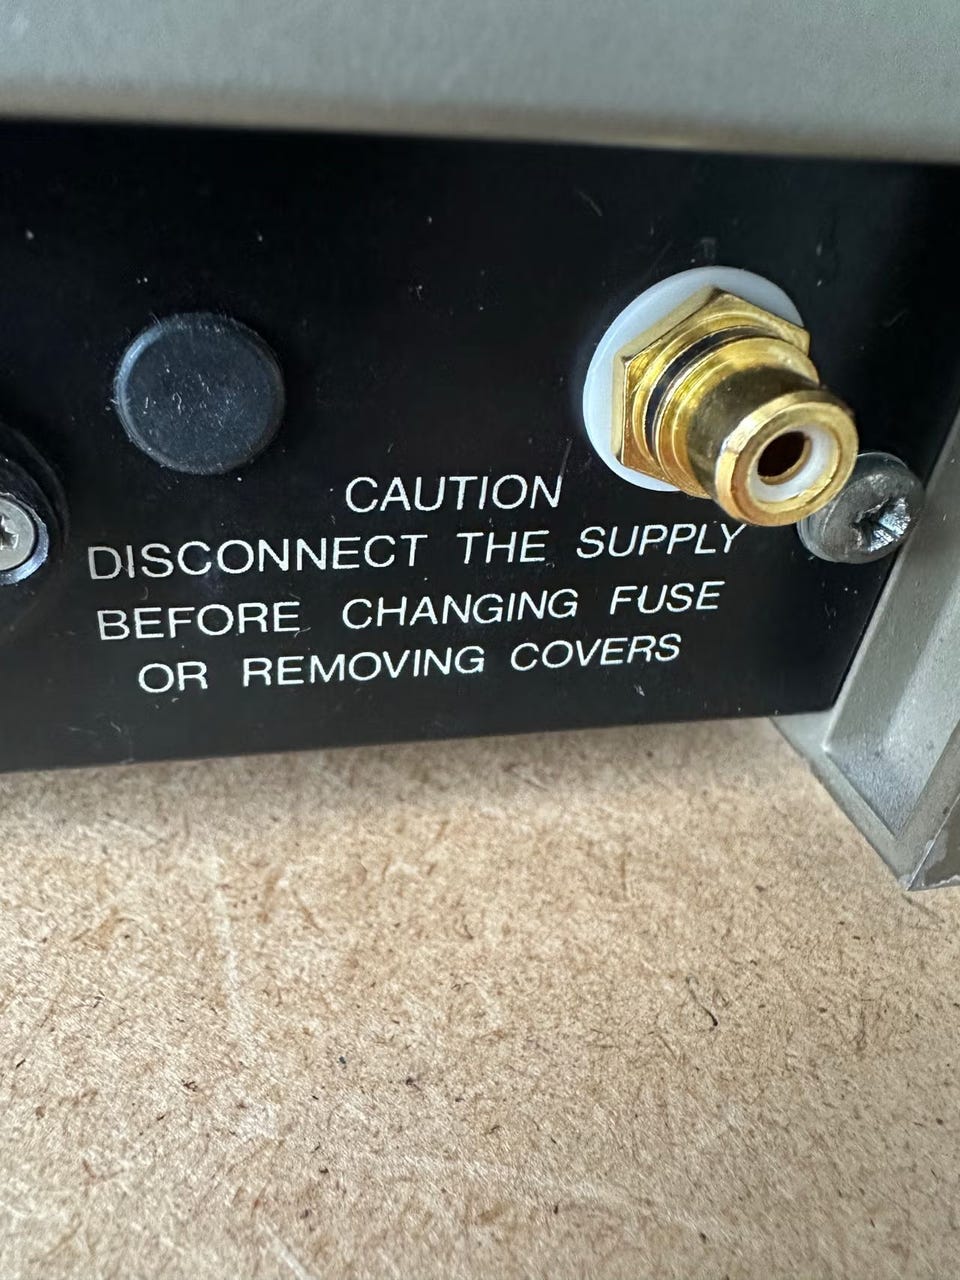 CAUTION
DISCONNECT THE SUPPLY
BEFORE CHANGING FUSE
OR REMOVING COVERS